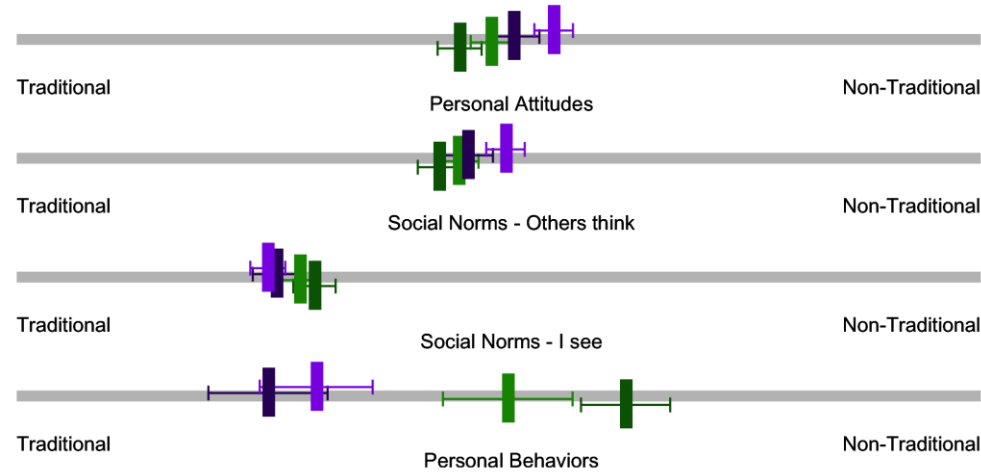 Traditional
Non-Traditional
Personal Attitudes
Traditional
Non-Traditional
Social Norms - Others think
Traditional
Non-Traditional
Social Norms - I see
Traditional
Non-Traditional
Personal Behaviors